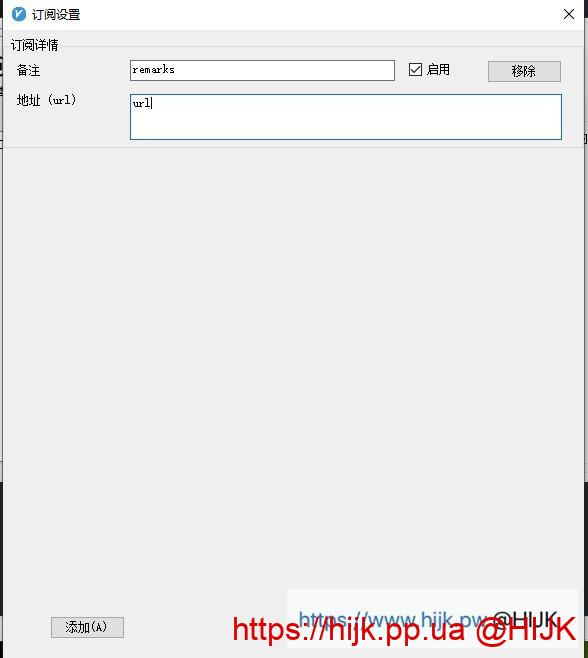 订阅设置
订阅详情
备注 remarks 启用 移除
地址 (url) url
添加(A)
https://www.hijk.pw @HIJK
https://hijk.pp.ua @HIJK